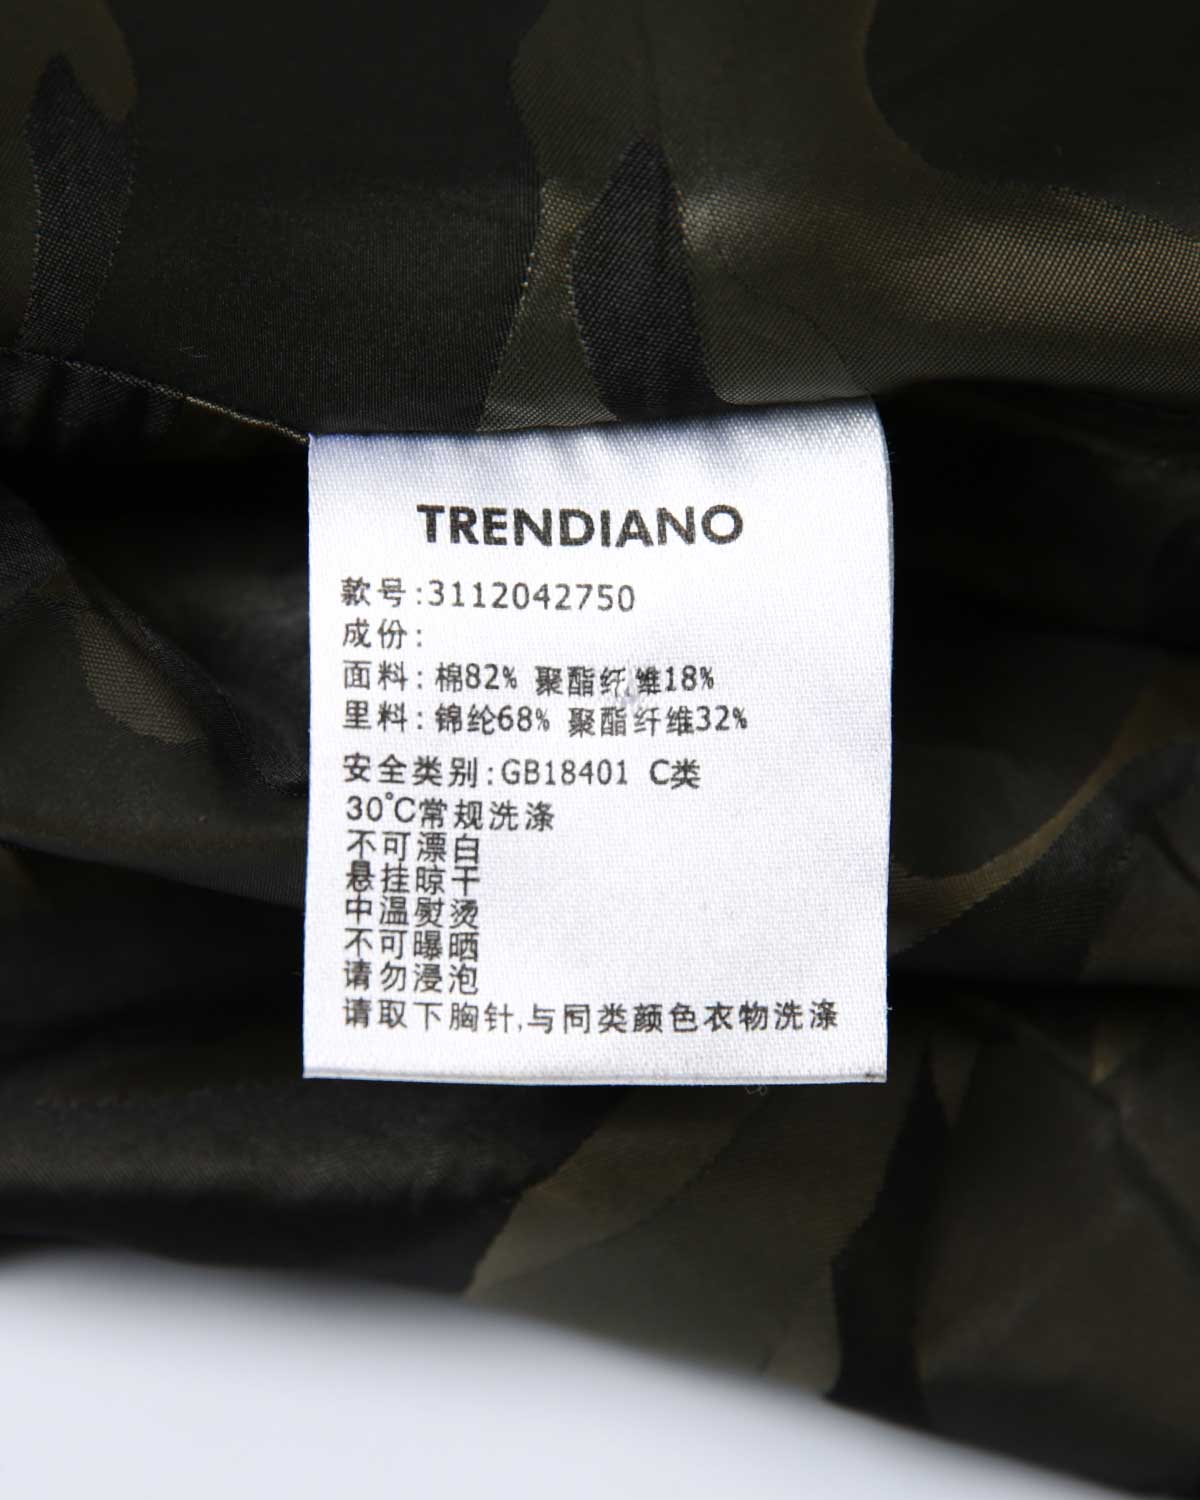 TRENDIANO
款号:3112042750
成份:
面料: 棉82% 聚酯纤维18%
里料: 锦纶68% 聚酯纤维32%
安全类别:GB18401 C类
30℃常规洗涤
不可漂白
悬挂晾干
中温熨烫
不可曝晒
请勿浸泡
请取下胸针,与同类颜色衣物洗涤